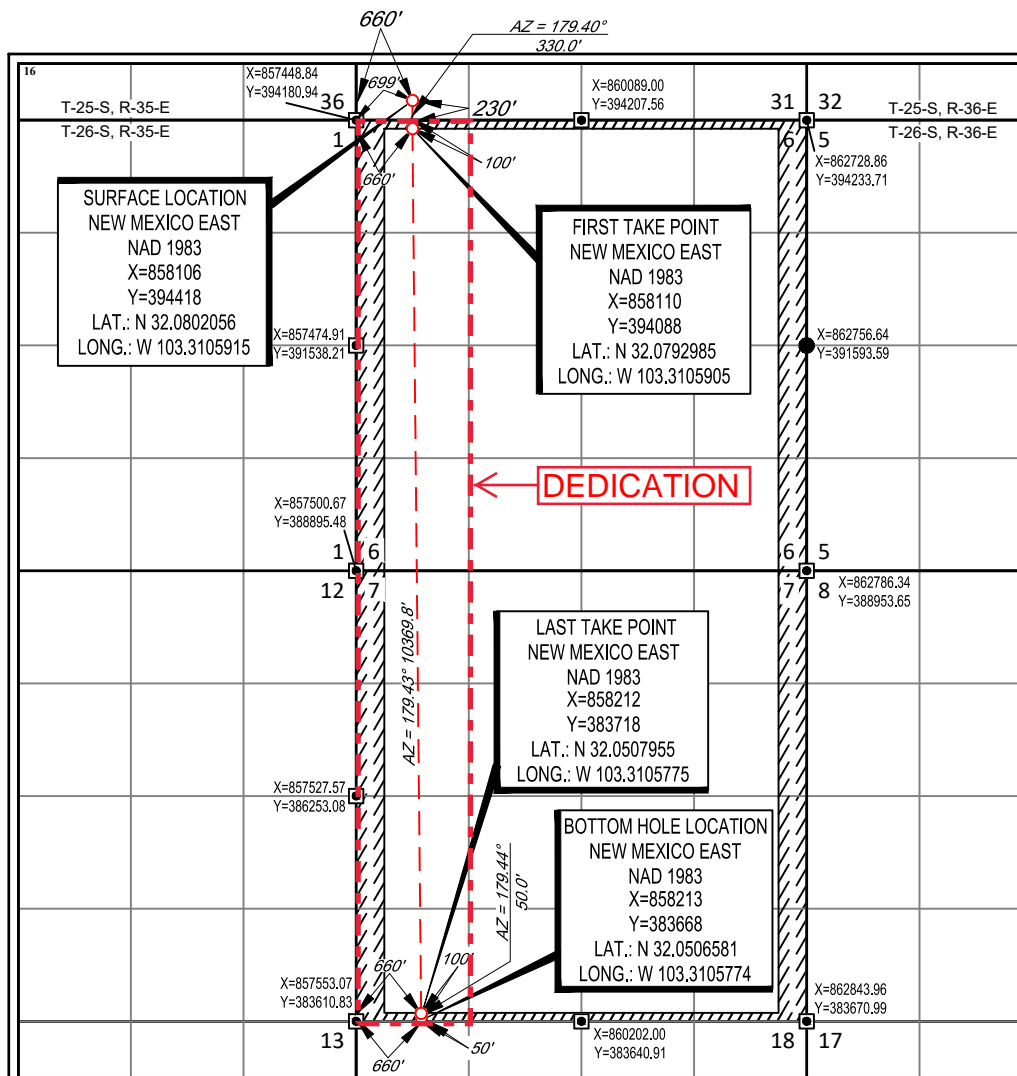 660'
AZ = 179.40°
330.0'
16
X=857448.84
Y=394180.94
699'
X=860089.00
Y=394207.56
36
230'
31 32
T-25-S, R-35-E
T-25-S, R-36-E
T-26-S, R-35-E
T-26-S, R-36-E
1
6 5
100'
660'
X=862728.86
Y=394233.71
SURFACE LOCATION
NEW MEXICO EAST
NAD 1983
X=858106
Y=394418
LAT.: N 32.0802056
LONG.: W 103.3105915
FIRST TAKE POINT
NEW MEXICO EAST
NAD 1983
X=858110
Y=394088
LAT.: N 32.0792985
LONG.: W 103.3105905
X=857474.91
Y=391538.21
X=862756.64
Y=391593.59
DEDICATION
X=857500.67
Y=388895.48
1 6
6 5
12 7
7 8
X=862786.34
Y=388953.65
AZ = 179.43° 10369.8'
LAST TAKE POINT
NEW MEXICO EAST
NAD 1983
X=858212
Y=383718
LAT.: N 32.0507955
LONG.: W 103.3105775
X=857527.57
Y=386253.08
AZ = 179.44°
50.0'
BOTTOM HOLE LOCATION
NEW MEXICO EAST
NAD 1983
X=858213
Y=383668
LAT.: N 32.0506581
LONG.: W 103.3105774
660'
100'
X=857553.07
Y=383610.83
X=862843.96
Y=383670.99
13
660'
50'
X=860202.00
Y=383640.91
18 17